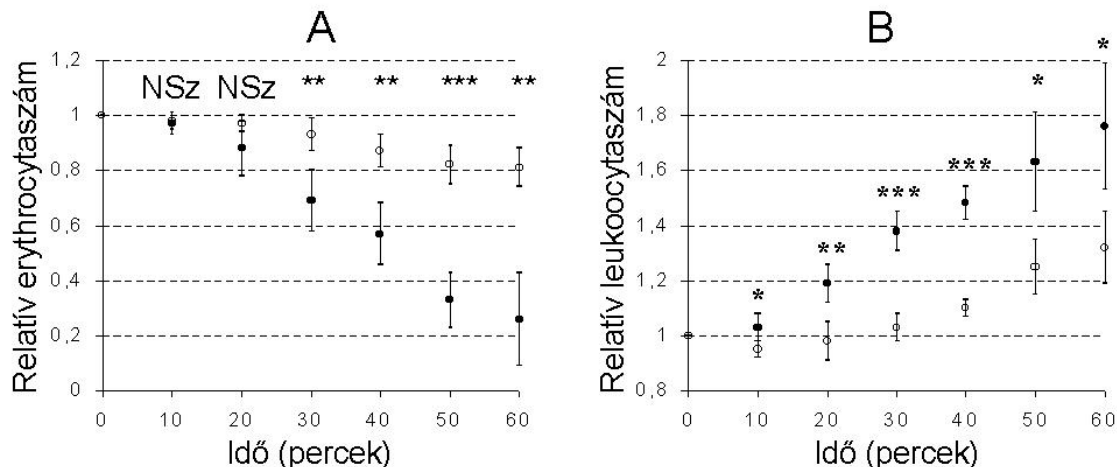 A
Relatív erythrocytaszám
1,2
1
0,8
0,6
0,4
0,2
0
NSz NSz ** ** *** **
0 10 20 30 40 50 60
Idő (percek)
B
Relatív leukoocytaszám
2
1,8
1,6
1,4
1,2
1
0,8
* ** *** *** * *
0 10 20 30 40 50 60
Idő (percek)